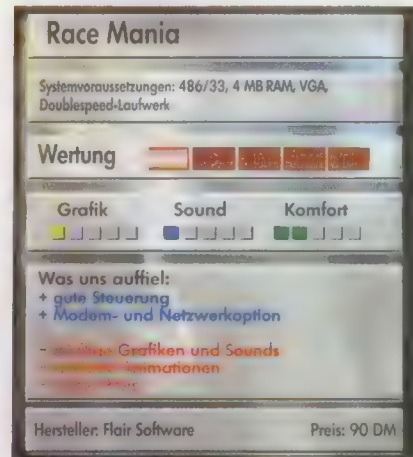 Race Mania
Systemvoraussetzungen: 486/33, 4 MB RAM, VGA,
Doublespeed-Laufwerk
Wertung
Grafik Sound Komfort
Was uns auffiel:
+ gute Steuerung
+ Modem- und Netzwerkoption
- Grafiken und Sounds
- Animationen
-
Hersteller: Flair Software Preis: 90 DM